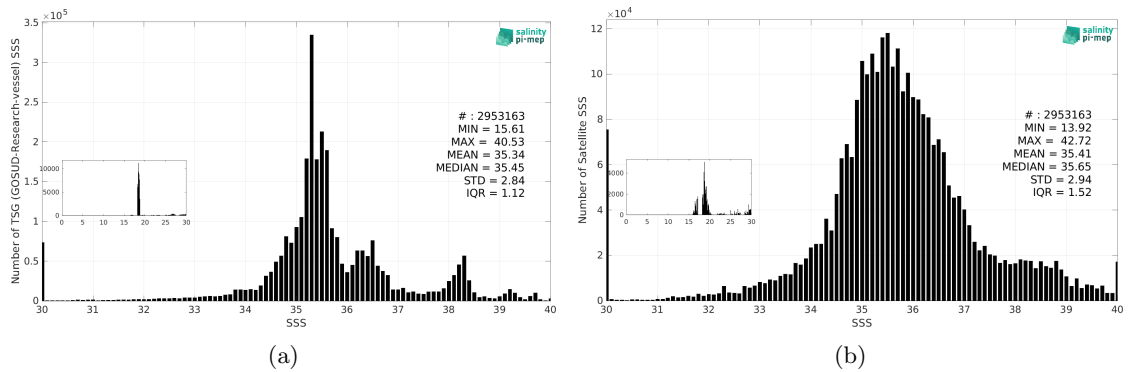 3.5 ×10⁵
3
2.5
2
1.5
1
0.5
0
Number of TSG (GOSUD-Research-vessel) SSS
salinity
pi-mep
# : 2953163
MIN = 15.61
MAX = 40.53
MEAN = 35.34
MEDIAN = 35.45
STD = 2.84
IQR = 1.12
10000
5000
0
0 5 10 15 20 25 30
30 31 32 33 34 35 36 37 38 39 40
SSS
(a)
×10⁴
12
10
8
6
4
2
0
Number of Satellite SSS
salinity
pi-mep
# : 2953163
MIN = 13.92
MAX = 42.72
MEAN = 35.41
MEDIAN = 35.65
STD = 2.94
IQR = 1.52
4000
2000
0
0 5 10 15 20 25 30
30 31 32 33 34 35 36 37 38 39 40
SSS
(b)